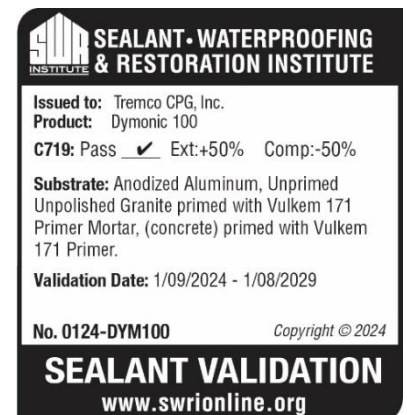 SWR
INSTITUTE
SEALANT • WATERPROOFING
& RESTORATION INSTITUTE
Issued to: Tremco CPG, Inc.
Product: Dymonic 100
C719: Pass ✔ Ext:+50% Comp:-50%
Substrate: Anodized Aluminum, Unprimed
Unpolished Granite primed with Vulkem 171
Primer Mortar, (concrete) primed with Vulkem
171 Primer.
Validation Date: 1/09/2024 - 1/08/2029
No. 0124-DYM100 Copyright © 2024
SEALANT VALIDATION
www.swrionline.org